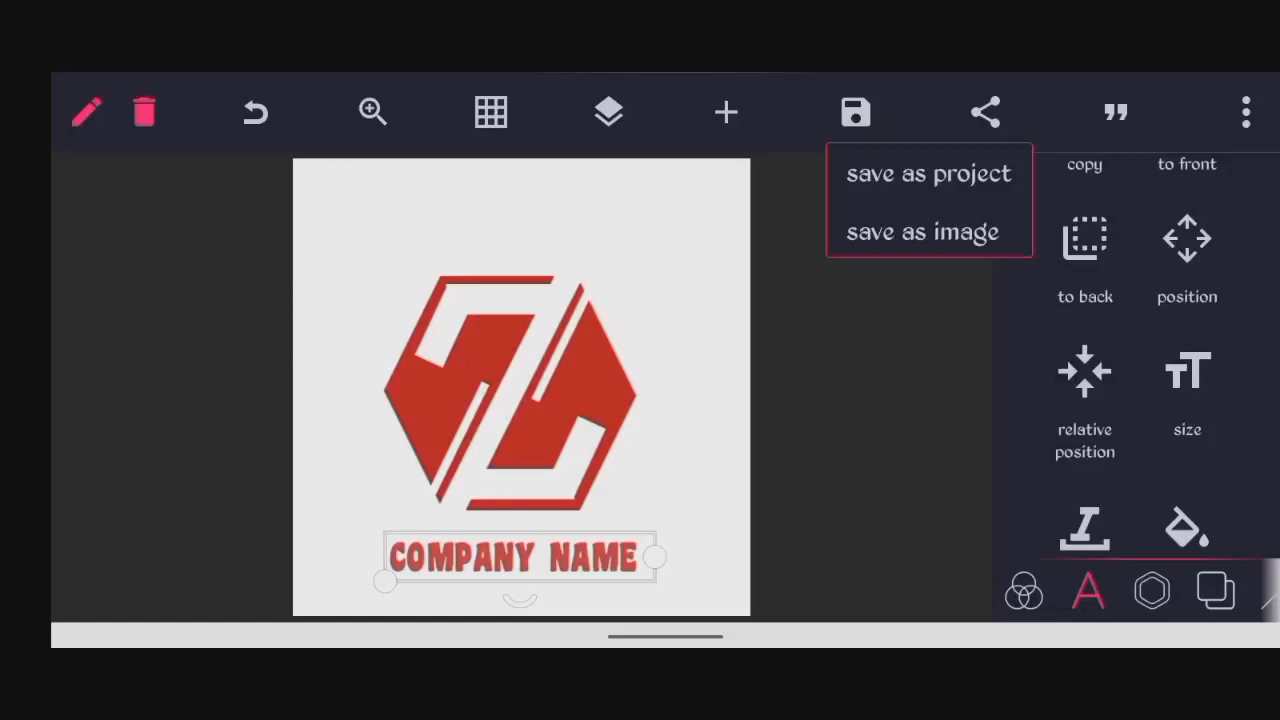 save as project
save as image
copy
to front
to back
position
relative
position
size
COMPANY NAME